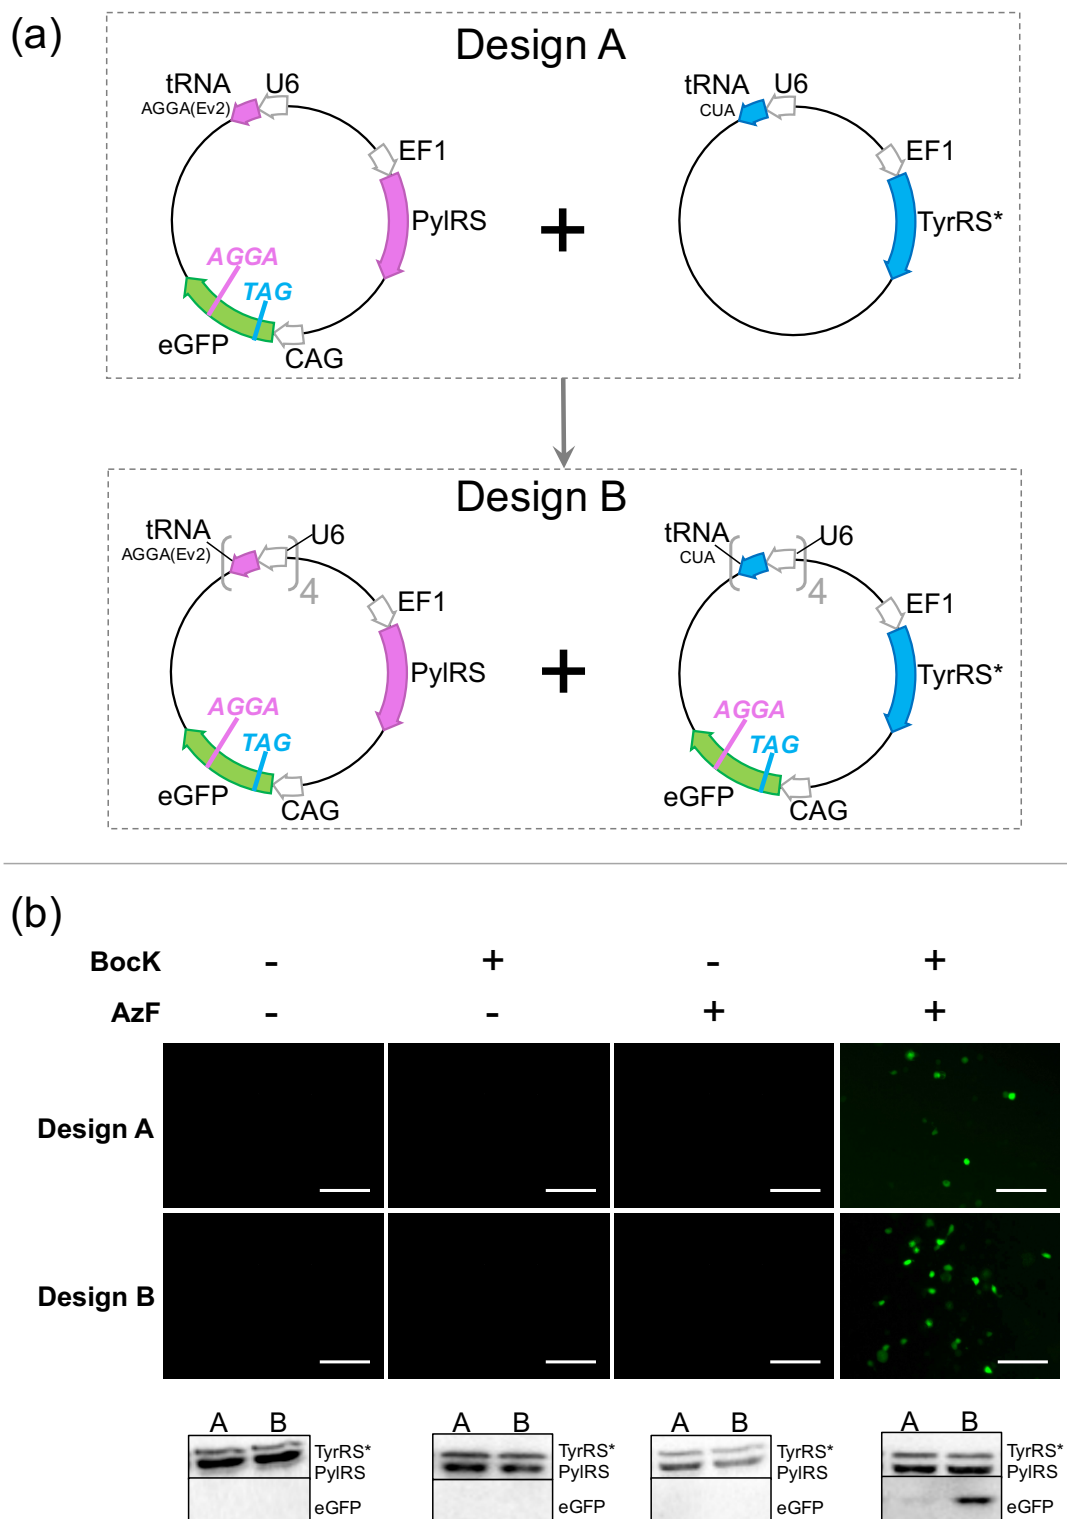 (a)
Design A
tRNA U6
AGGA(Ev2)
EF1
PylRS
AGGA
TAG
eGFP
CAG
+
tRNA U6
CUA
EF1
TyrRS*
Design B
tRNA U6
AGGA(Ev2)
4
EF1
PylRS
AGGA
TAG
eGFP
CAG
+
tRNA U6
CUA
4
EF1
TyrRS*
AGGA
TAG
eGFP
CAG
(b)
BocK - + - +
AzF - - + +
Design A
Design B
A B
TyrRS*
PylRS
eGFP
A B
TyrRS*
PylRS
eGFP
A B
TyrRS*
PylRS
eGFP
A B
TyrRS*
PylRS
eGFP